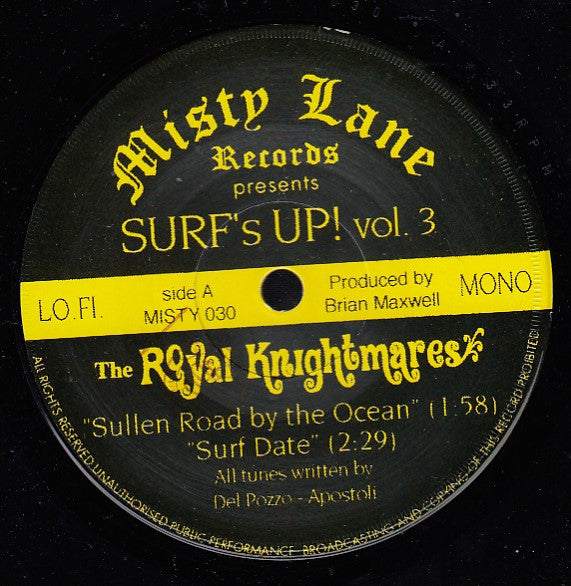 Misty Lane
Records
presents
SURF's UP! vol. 3
LO.FI.
side A
MISTY 030
Produced by
Brian Maxwell
MONO
The Royal Knightmares
"Sullen Road by the Ocean" (1:58)
"Surf Date" (2:29)
All tunes written by
Del Pozzo - Apostoli
ALL RIGHTS RESERVED.UNAUTHORISED PUBLIC PERFORMANCE BROADCASTING AND COPYING OF THIS RECORD PROHIBITED
33 RPM